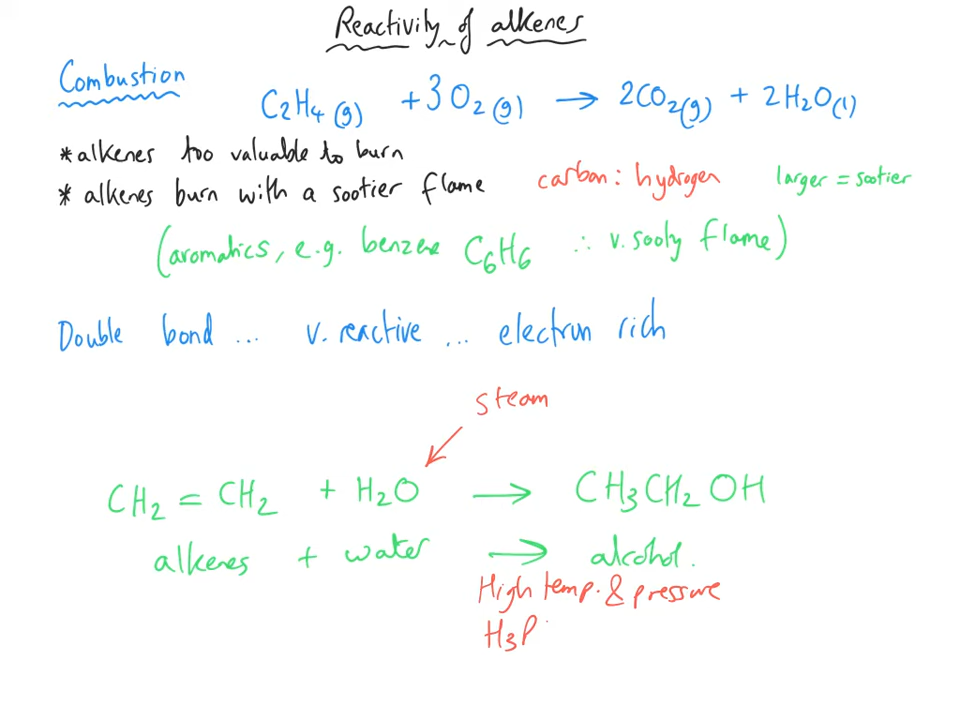 Reactivity of alkenes
Combustion
C2H4 (g) + 3O2 (g) → 2CO2(g) + 2H2O(l)
* alkenes too valuable to burn
* alkenes burn with a sootier flame carbon : hydrogen larger = sootier
(aromatics, e.g. benzene C6H6 ∴ v. sooty flame)
Double bond ... v. reactive ... electron rich
steam
CH2 = CH2 + H2O → CH3CH2OH
alkenes + water → alcohol.
High temp. & pressure
H3P